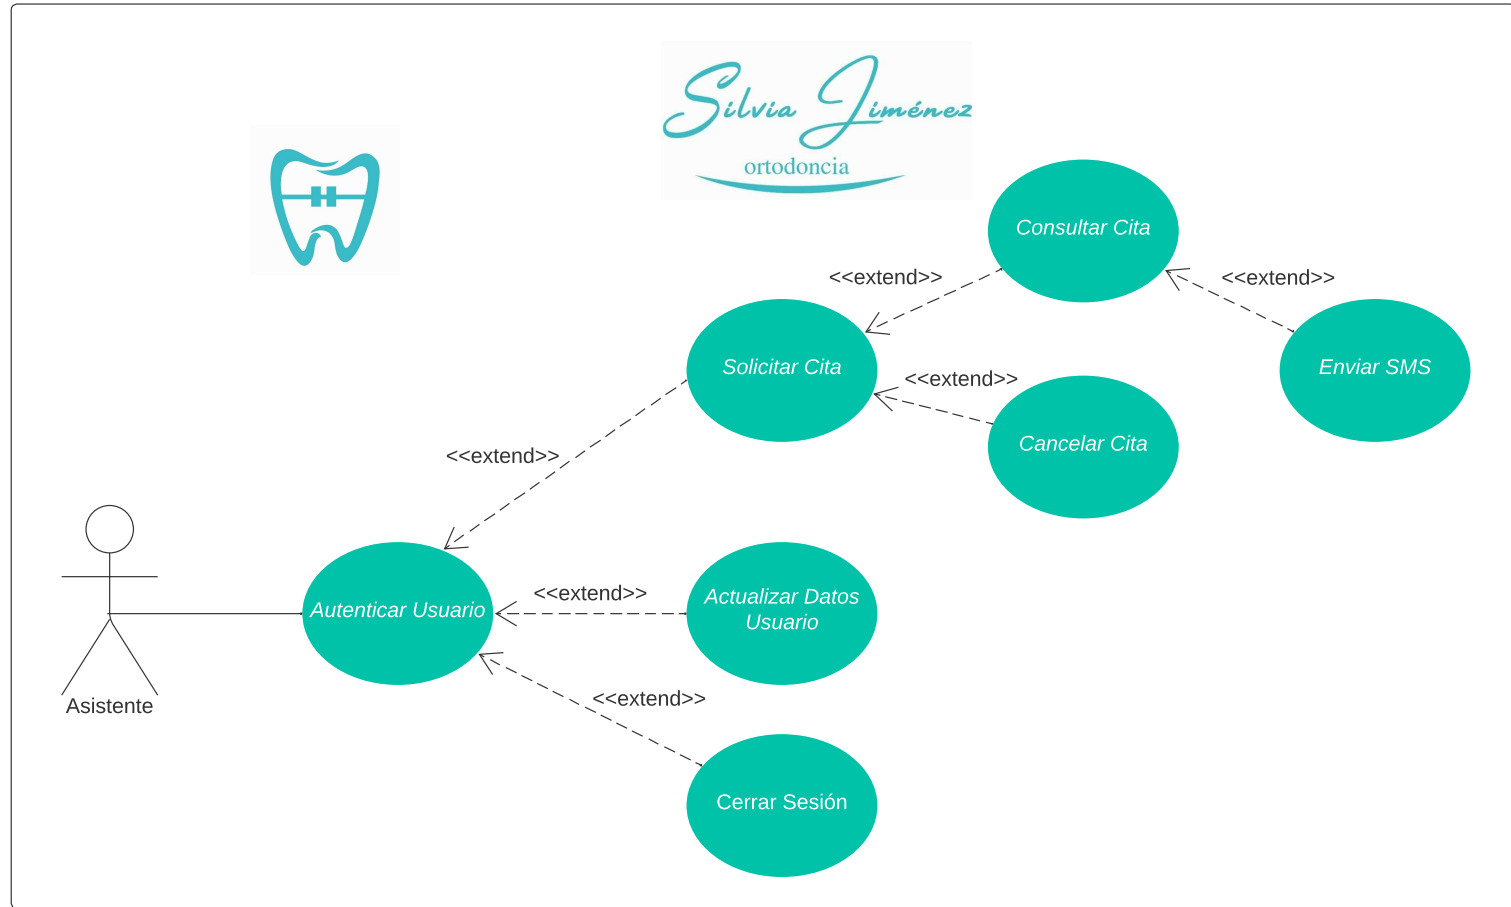 Silvia Jiménez
ortodoncia
Consultar Cita
<<extend>>
<<extend>>
Solicitar Cita
Enviar SMS
<<extend>>
Cancelar Cita
<<extend>>
Autenticar Usuario
<<extend>>
Actualizar Datos
Usuario
Asistente
<<extend>>
Cerrar Sesión